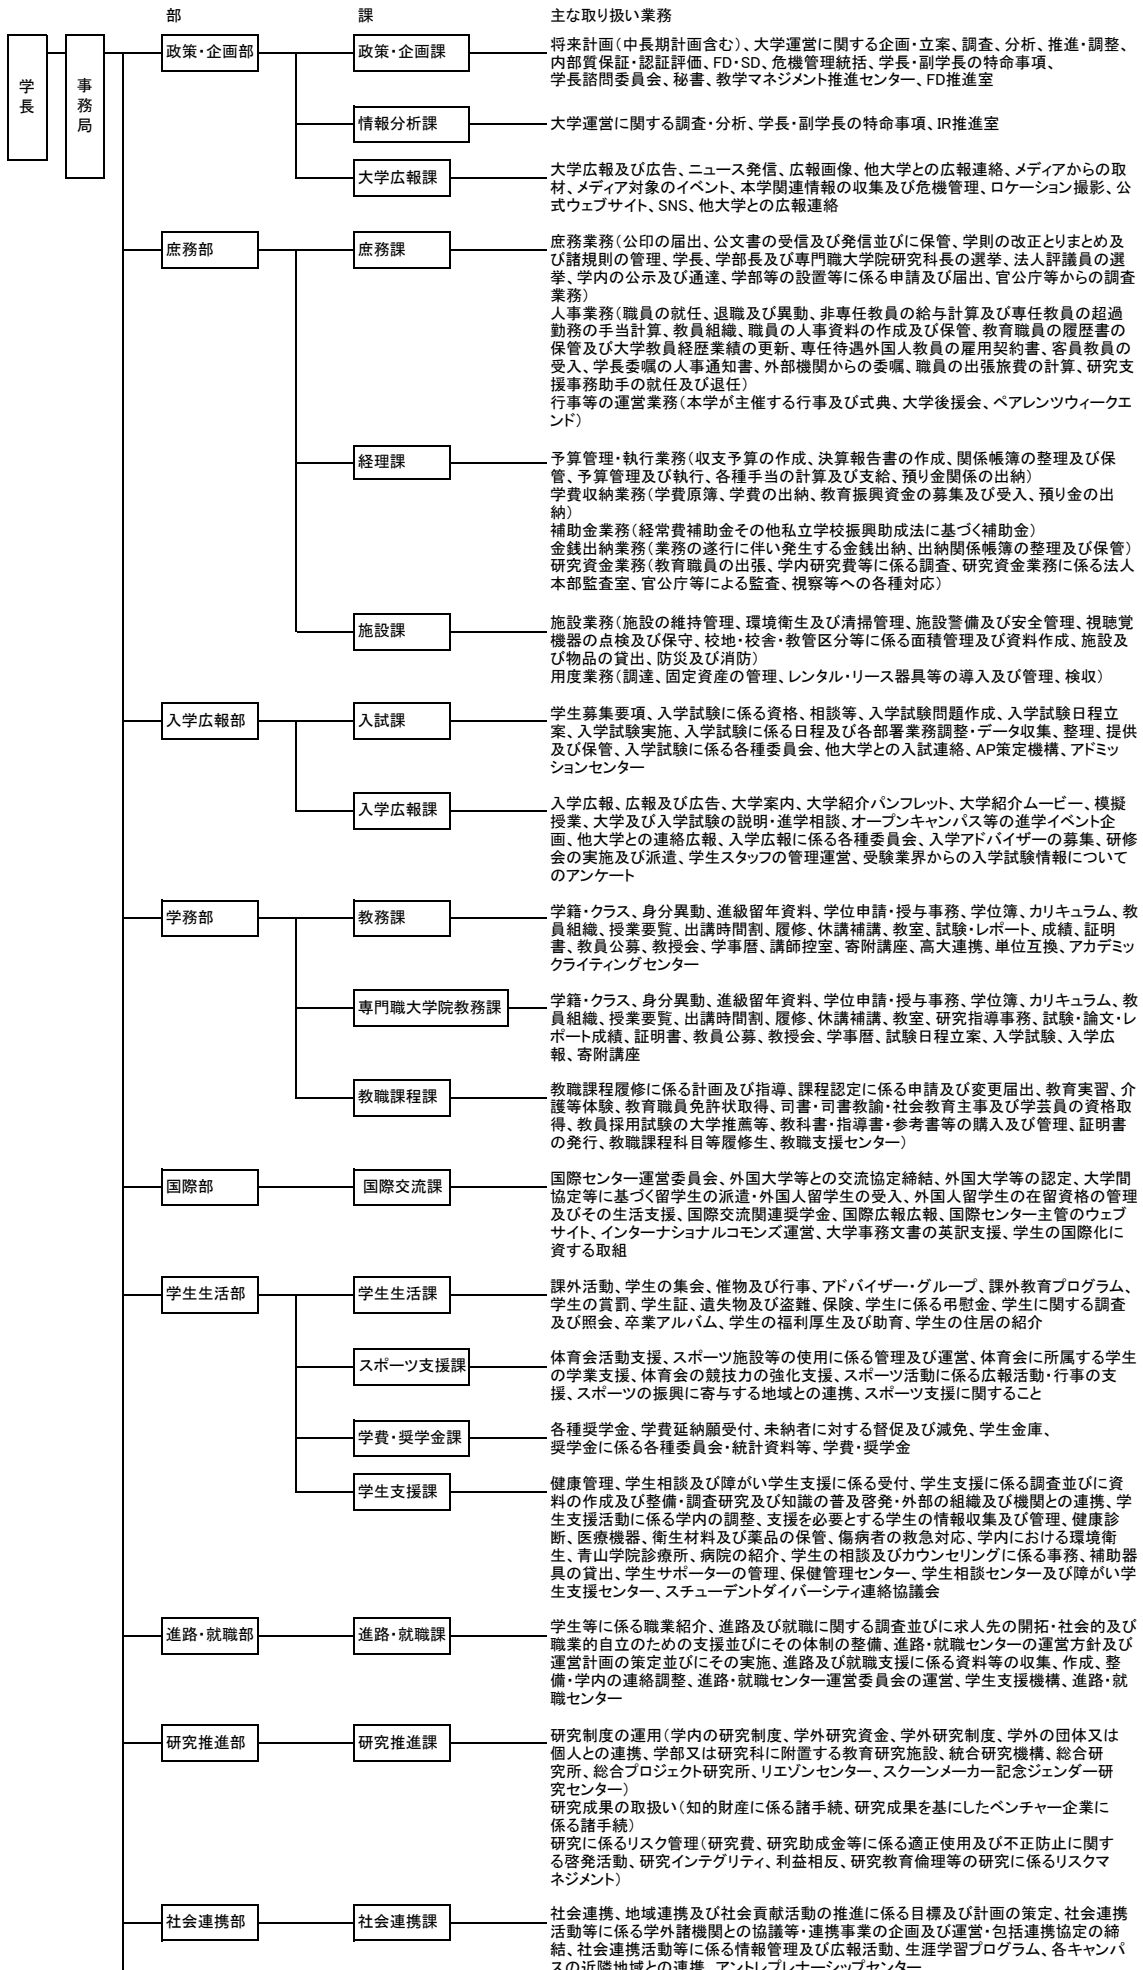 部　課　主な取り扱い業務
学長
事務局
政策・企画部
政策・企画課
将来計画（中長期計画含む）、大学運営に関する企画・立案、調査、分析、推進・調整、
内部質保証・認証評価、FD・SD、危機管理統括、学長・副学長の特命事項、
学長諮問委員会、秘書、教学マネジメント推進センター、FD推進室
情報分析課
大学運営に関する調査・分析、学長・副学長の特命事項、IR推進室
大学広報課
大学広報及び広告、ニュース発信、広報画像、他大学との広報連絡、メディアからの取
材、メディア対象のイベント、本学関連情報の収集及び危機管理、ロケーション撮影、公
式ウェブサイト、SNS、他大学との広報連絡
庶務部
庶務課
庶務業務（公印の届出、公文書の受信及び発信並びに保管、学則の改正とりまとめ及
び諸規則の管理、学長、学部長及び専門職大学院研究科長の選挙、法人評議員の選
挙、学内の公示及び通達、学部等の設置等に係る申請及び届出、官公庁等からの調査
業務）
人事業務（職員の就任、退職及び異動、非専任教員の給与計算及び専任教員の超過
勤務の手当計算、教員組織、職員の人事資料の作成及び保管、教育職員の履歴書の
保管及び大学教員経歴業績の更新、専任待遇外国人教員の雇用契約書、客員教員の
受入、学長委嘱の人事通知書、外部機関からの委嘱、職員の出張旅費の計算、研究支
援事務助手の就任及び退任）
行事等の運営業務（本学が主催する行事及び式典、大学後援会、ペアレンツウィークエ
ンド）
経理課
予算管理・執行業務（収支予算の作成、決算報告書の作成、関係帳簿の整理及び保
管、予算管理及び執行、各種手当の計算及び支給、預り金関係の出納）
学費収納業務（学費原簿、学費の出納、教育振興資金の募集及び受入、預り金の出
納）
補助金業務（経常費補助金その他私立学校振興助成法に基づく補助金）
金銭出納業務（業務の遂行に伴い発生する金銭出納、出納関係帳簿の整理及び保管）
研究資金業務（教育職員の出張、学内研究費等に係る調査、研究資金業務に係る法人
本部監査室、官公庁等による監査、視察等への各種対応）
施設課
施設業務（施設の維持管理、環境衛生及び清掃管理、施設警備及び安全管理、視聴覚
機器の点検及び保守、校地・校舎・教管区分等に係る面積管理及び資料作成、施設及
び物品の貸出、防災及び消防）
用度業務（調達、固定資産の管理、レンタル・リース器具等の導入及び管理、検収）
入学広報部
入試課
学生募集要項、入学試験に係る資格、相談等、入学試験問題作成、入学試験日程立
案、入学試験実施、入学試験に係る日程及び各部署業務調整・データ収集、整理、提供
及び保管、入学試験に係る各種委員会、他大学との入試連絡、AP策定機構、アドミッ
ションセンター
入学広報課
入学広報、広報及び広告、大学案内、大学紹介パンフレット、大学紹介ムービー、模擬
授業、大学及び入学試験の説明・進学相談、オープンキャンパス等の進学イベント企
画、他大学との連絡広報、入学広報に係る各種委員会、入学アドバイザーの募集、研修
会の実施及び派遣、学生スタッフの管理運営、受験業界からの入学試験情報について
のアンケート
学務部
教務課
学籍・クラス、身分異動、進級留年資料、学位申請・授与事務、学位簿、カリキュラム、教
員組織、授業要覧、出講時間割、履修、休講補講、教室、試験・レポート、成績、証明
書、教員公募、教授会、学事暦、講師控室、寄附講座、高大連携、単位互換、アカデミッ
クライティングセンター
専門職大学院教務課
学籍・クラス、身分異動、進級留年資料、学位申請・授与事務、学位簿、カリキュラム、教
員組織、授業要覧、出講時間割、履修、休講補講、教室、研究指導事務、試験・論文・レ
ポート成績、証明書、教員公募、教授会、学事暦、試験日程立案、入学試験、入学広
報、寄附講座
教職課程課
教職課程履修に係る計画及び指導、課程認定に係る申請及び変更届出、教育実習、介
護等体験、教育職員免許状取得、司書・司書教諭・社会教育主事及び学芸員の資格取
得、教員採用試験の大学推薦等、教科書・指導書・参考書等の購入及び管理、証明書
の発行、教職課程科目等履修生、教職支援センター）
国際部
国際交流課
国際センター運営委員会、外国大学等との交流協定締結、外国大学等の認定、大学間
協定等に基づく留学生の派遣・外国人留学生の受入、外国人留学生の在留資格の管理
及びその生活支援、国際交流関連奨学金、国際広報広報、国際センター主管のウェブ
サイト、インターナショナルコモンズ運営、大学事務文書の英訳支援、学生の国際化に
資する取組
学生生活部
学生生活課
課外活動、学生の集会、催物及び行事、アドバイザー・グループ、課外教育プログラム、
学生の賞罰、学生証、遺失物及び盗難、保険、学生に係る弔慰金、学生に関する調査
及び照会、卒業アルバム、学生の福利厚生及び助育、学生の住居の紹介
スポーツ支援課
体育会活動支援、スポーツ施設等の使用に係る管理及び運営、体育会に所属する学生
の学業支援、体育会の競技力の強化支援、スポーツ活動に係る広報活動・行事の支
援、スポーツの振興に寄与する地域との連携、スポーツ支援に関すること
学費・奨学金課
各種奨学金、学費延納願受付、未納者に対する督促及び減免、学生金庫、
奨学金に係る各種委員会・統計資料等、学費・奨学金
学生支援課
健康管理、学生相談及び障がい学生支援に係る受付、学生支援に係る調査並びに資
料の作成及び整備・調査研究及び知識の普及啓発・外部の組織及び機関との連携、学
生支援活動に係る学内の調整、支援を必要とする学生の情報収集及び管理、健康診
断、医療機器、衛生材料及び薬品の保管、傷病者の救急対応、学内における環境衛
生、青山学院診療所、病院の紹介、学生の相談及びカウンセリングに係る事務、補助器
具の貸出、学生サポーターの管理、保健管理センター、学生相談センター及び障がい学
生支援センター、スチューデントダイバーシティ連絡協議会
進路・就職部
進路・就職課
学生等に係る職業紹介、進路及び就職に関する調査並びに求人先の開拓・社会的及び
職業的自立のための支援並びにその体制の整備、進路・就職センターの運営方針及び
運営計画の策定並びにその実施、進路及び就職支援に係る資料等の収集、作成、整
備・学内の連絡調整、進路・就職センター運営委員会の運営、学生支援機構、進路・就
職センター
研究推進部
研究推進課
研究制度の運用（学内の研究制度、学外研究資金、学外研究制度、学外の団体又は
個人との連携、学部又は研究科に附置する教育研究施設、統合研究機構、総合研
究所、総合プロジェクト研究所、リエゾンセンター、スクーンメーカー記念ジェンダー研
究センター）
研究成果の取扱い（知的財産に係る諸手続、研究成果を基にしたベンチャー企業に
係る諸手続）
研究に係るリスク管理（研究費、研究助成金等に係る適正使用及び不正防止に関す
る啓発活動、研究インテグリティ、利益相反、研究教育倫理等の研究に係るリスクマ
ネジメント）
社会連携部
社会連携課
社会連携、地域連携及び社会貢献活動の推進に係る目標及び計画の策定、社会連携
活動等に係る学外諸機関との協議等・連携事業の企画及び運営・包括連携協定の締
結、社会連携活動等に係る情報管理及び広報活動、生涯学習プログラム、各キャンパ
スの近隣地域との連携、アントレプレナーシップセンター